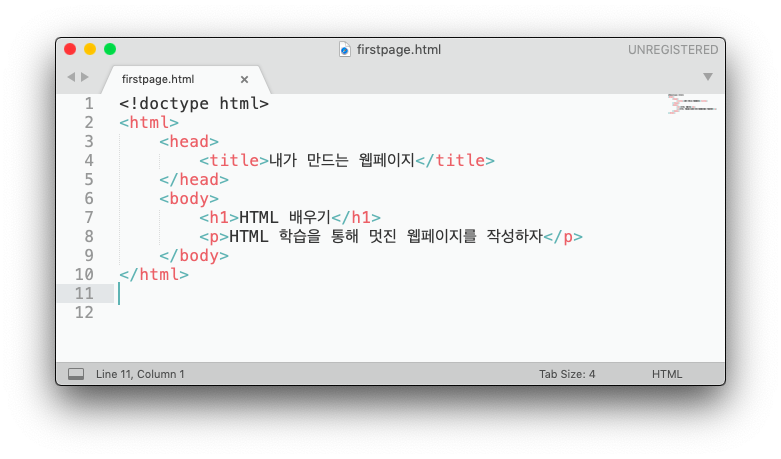 firstpage.html
UNREGISTERED
firstpage.html ×
1 <!doctype html>
2 <html>
3 <head>
4 <title>내가 만드는 웹페이지</title>
5 </head>
6 <body>
7 <h1>HTML 배우기</h1>
8 <p>HTML 학습을 통해 멋진 웹페이지를 작성하자</p>
9 </body>
10 </html>
11
12
Line 11, Column 1
Tab Size: 4
HTML